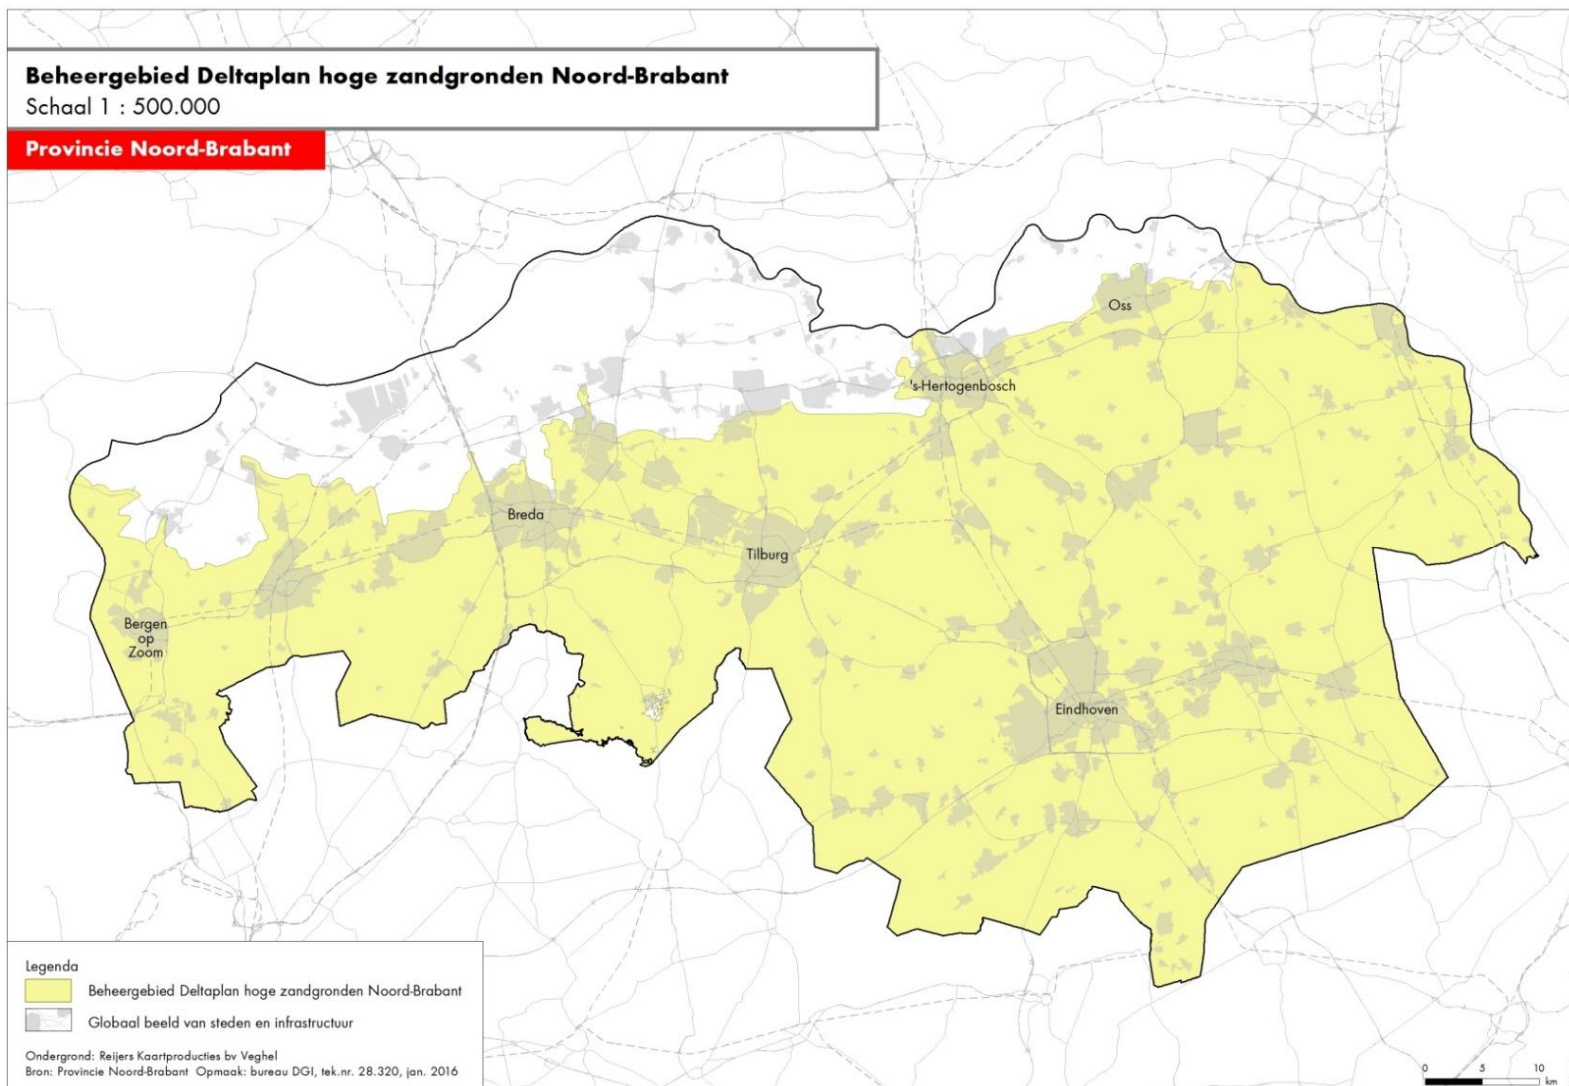 Beheergebied Deltaplan hoge zandgronden Noord-Brabant
Schaal 1 : 500.000
Provincie Noord-Brabant
Oss
's-Hertogenbosch
Breda
Tilburg
Bergen
op
Zoom
Eindhoven
Legenda
Beheergebied Deltaplan hoge zandgronden Noord-Brabant
Globaal beeld van steden en infrastructuur
Ondergrond: Reijers Kaartproducties bv Veghel
Bron: Provincie Noord-Brabant Opmaak: bureau DGI, tek.nr. 28.320, jan. 2016
0 5 10
km